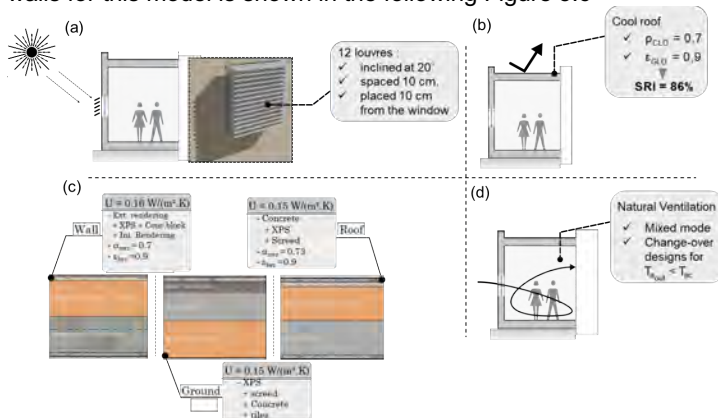 walls for this model is shown in the following Figure
(a)
12 louvres :
✓ inclined at 20°
✓ spaced 10 cm.
✓ placed 10 cm
from the window
(b)
Cool roof
✓ ρCLO = 0,7
✓ εGLO = 0,9
SRI = 86%
(c)
U = 0.16 W/(m².K)
- Ext. rendering
+ XPS + Conc block
+ Int. Rendering
Wall
U = 0.15 W/(m².K)
- Concrete
+ XPS
+ Screed
Roof
Ground
U = 0.15 W/(m².K)
- XPS
+ screed
+ Concrete
+ tiles
(d)
Natural Ventilation
✓ Mixed mode
✓ Change-over
designs for